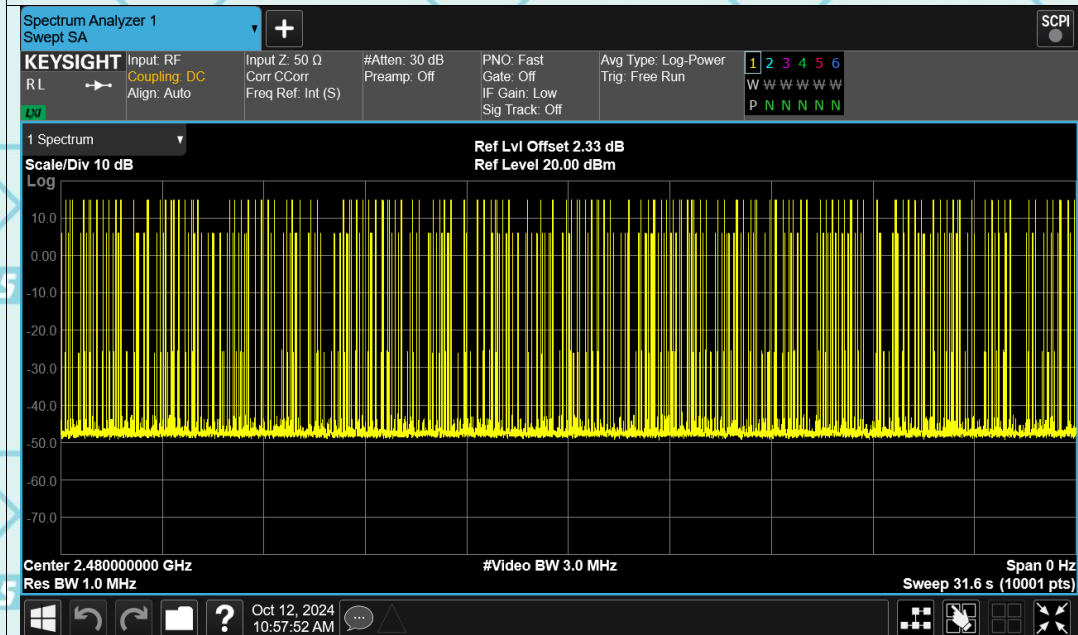 Spectrum Analyzer 1
Swept SA
+
SCPI
KEYSIGHT
R L
LXI
Input: RF
Coupling: DC
Align: Auto
Input Z: 50 Ω
Corr CCorr
Freq Ref: Int (S)
#Atten: 30 dB
Preamp: Off
PNO: Fast
Gate: Off
IF Gain: Low
Sig Track: Off
Avg Type: Log-Power
Trig: Free Run
1 2 3 4 5 6
W W W W W W
P N N N N N
1 Spectrum
Scale/Div 10 dB
Log
Ref Lvl Offset 2.33 dB
Ref Level 20.00 dBm
10.0
0.00
-10.0
-20.0
-30.0
-40.0
-50.0
-60.0
-70.0
Center 2.480000000 GHz
Res BW 1.0 MHz
#Video BW 3.0 MHz
Span 0 Hz
Sweep 31.6 s (10001 pts)
?
Oct 12, 2024
10:57:52 AM